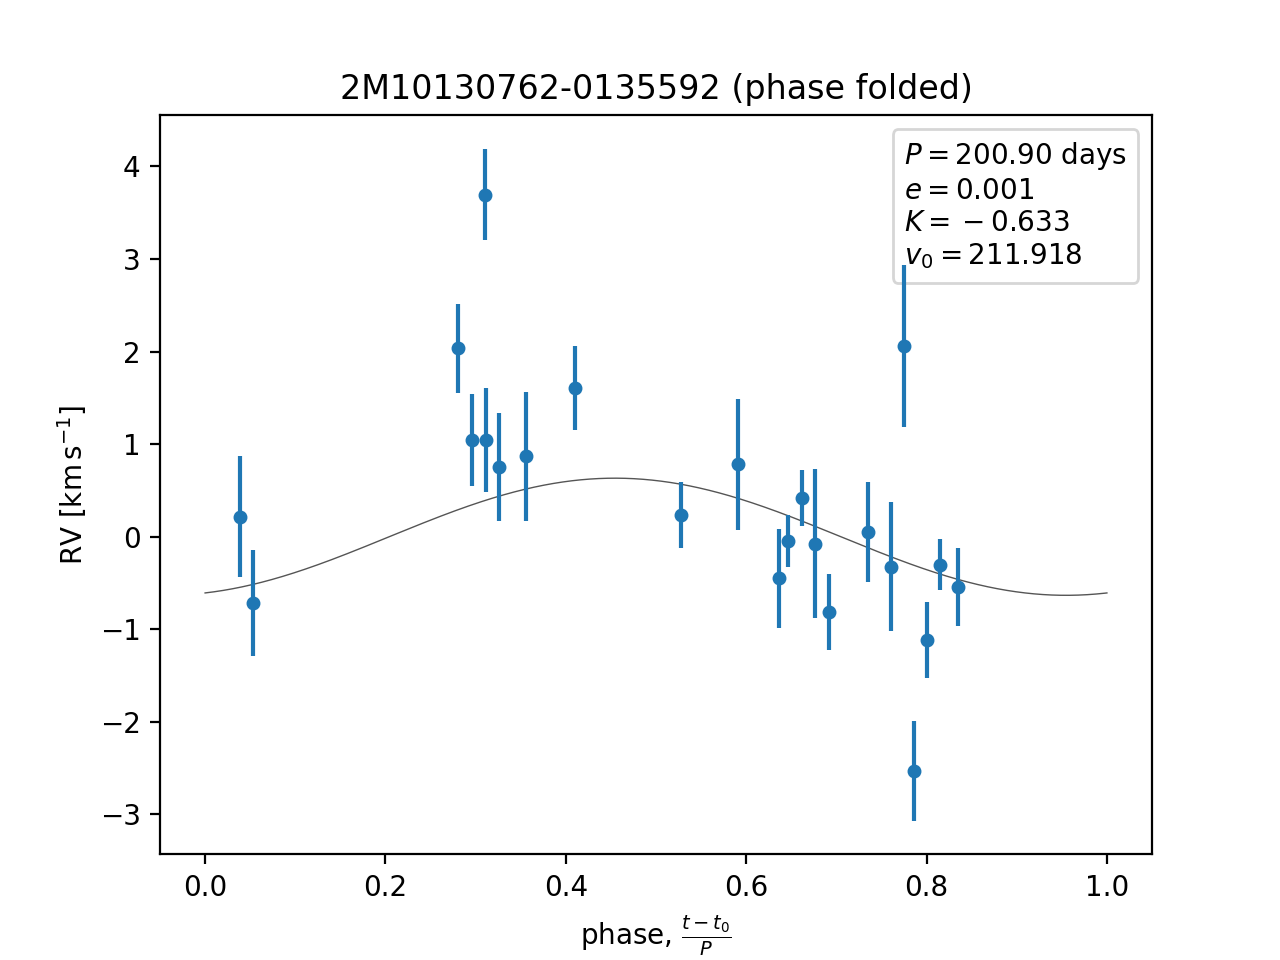 2M10130762-0135592 (phase folded)
P = 200.90 days
e = 0.001
K = −0.633
v₀ = 211.918
4
3
2
1
0
−1
−2
−3
RV [km s⁻¹]
0.0 0.2 0.4 0.6 0.8 1.0
phase, (t − t₀)/P